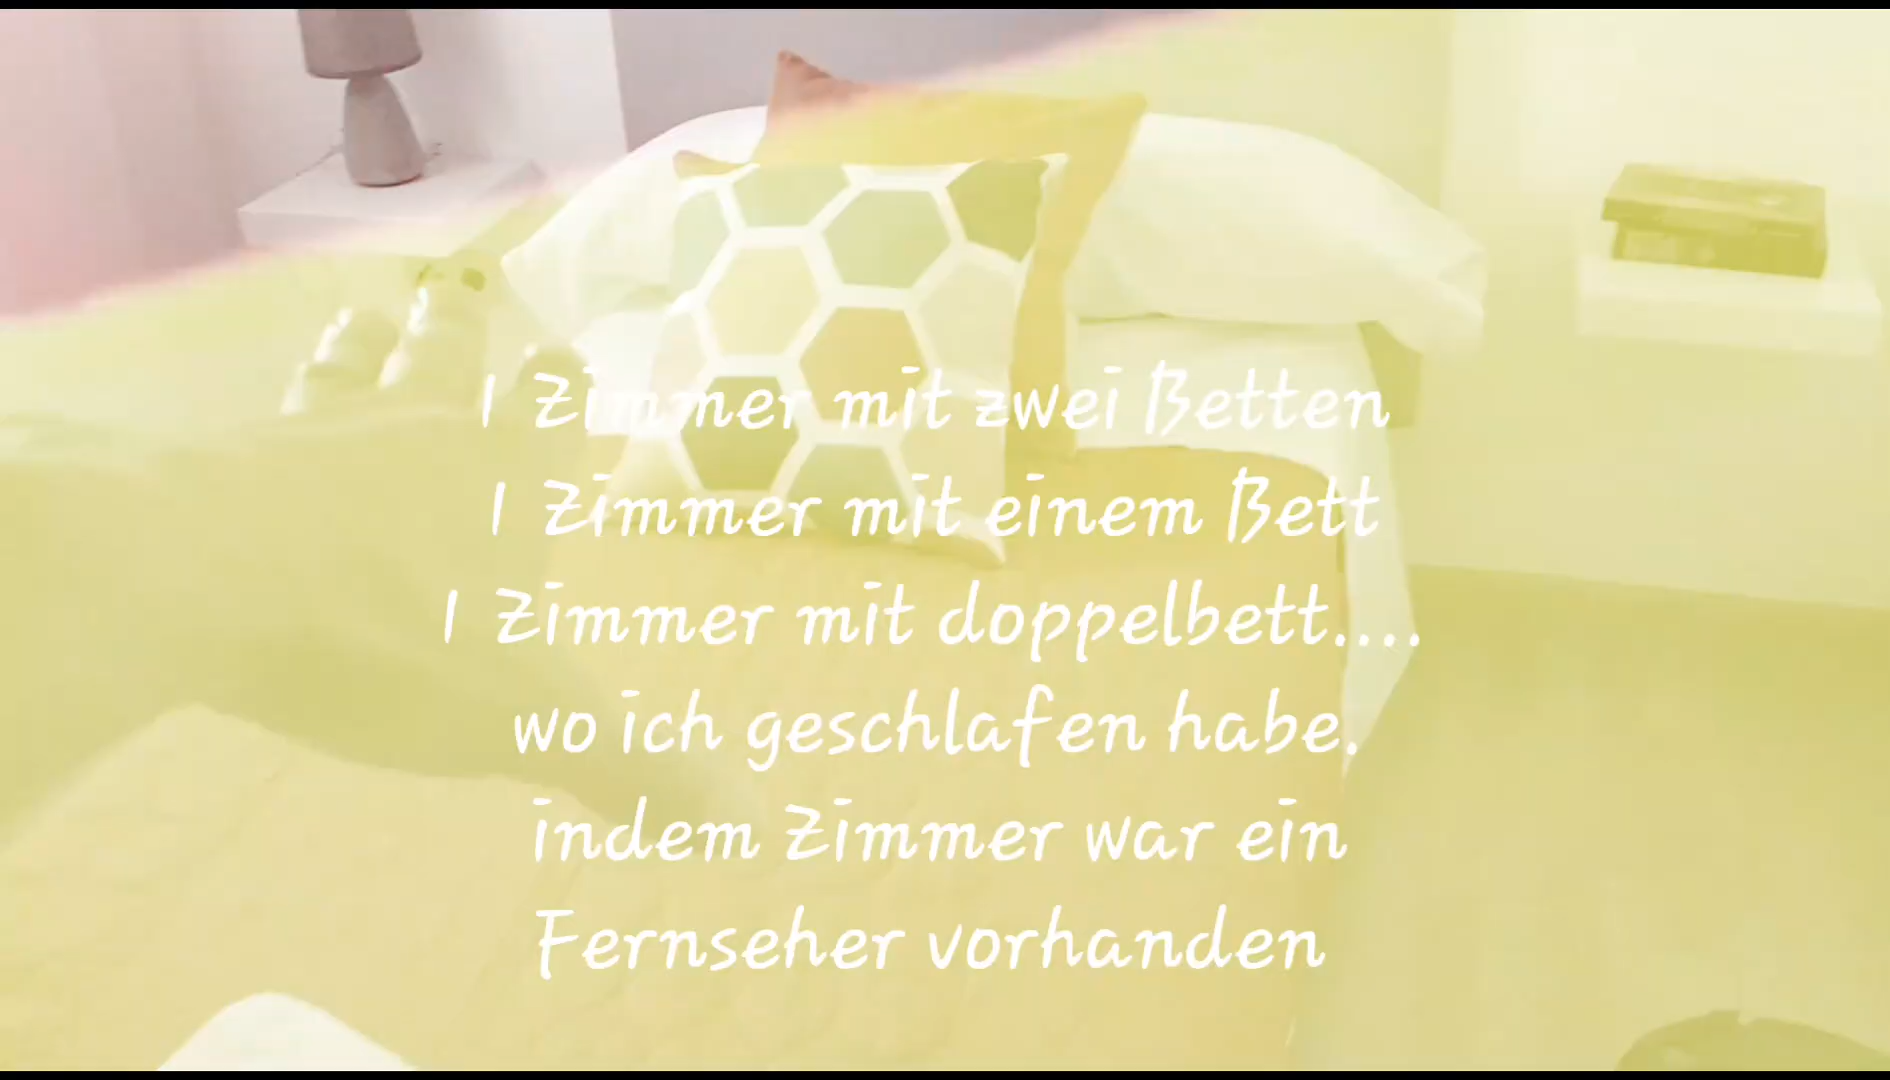 1 Zimmer mit zwei Betten
1 Zimmer mit einem Bett
1 Zimmer mit doppelbett....
wo ich geschlafen habe.
indem Zimmer war ein
Fernseher vorhanden